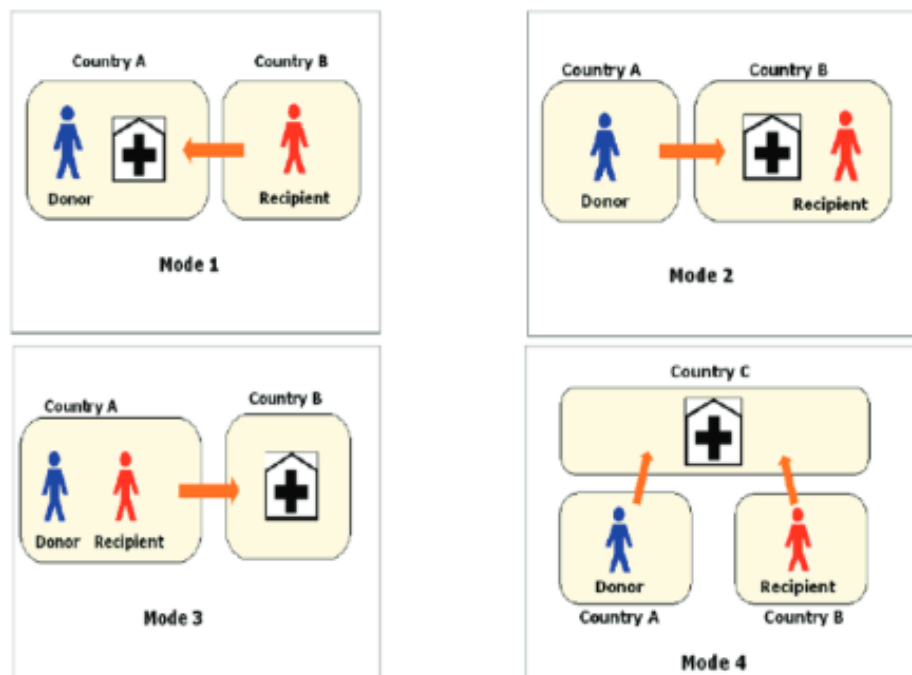 Country A
Country B
Donor
Recipient
Mode 1
Country A
Country B
Donor
Recipient
Mode 2
Country A
Country B
Donor Recipient
Mode 3
Country C
Donor
Recipient
Country A
Country B
Mode 4